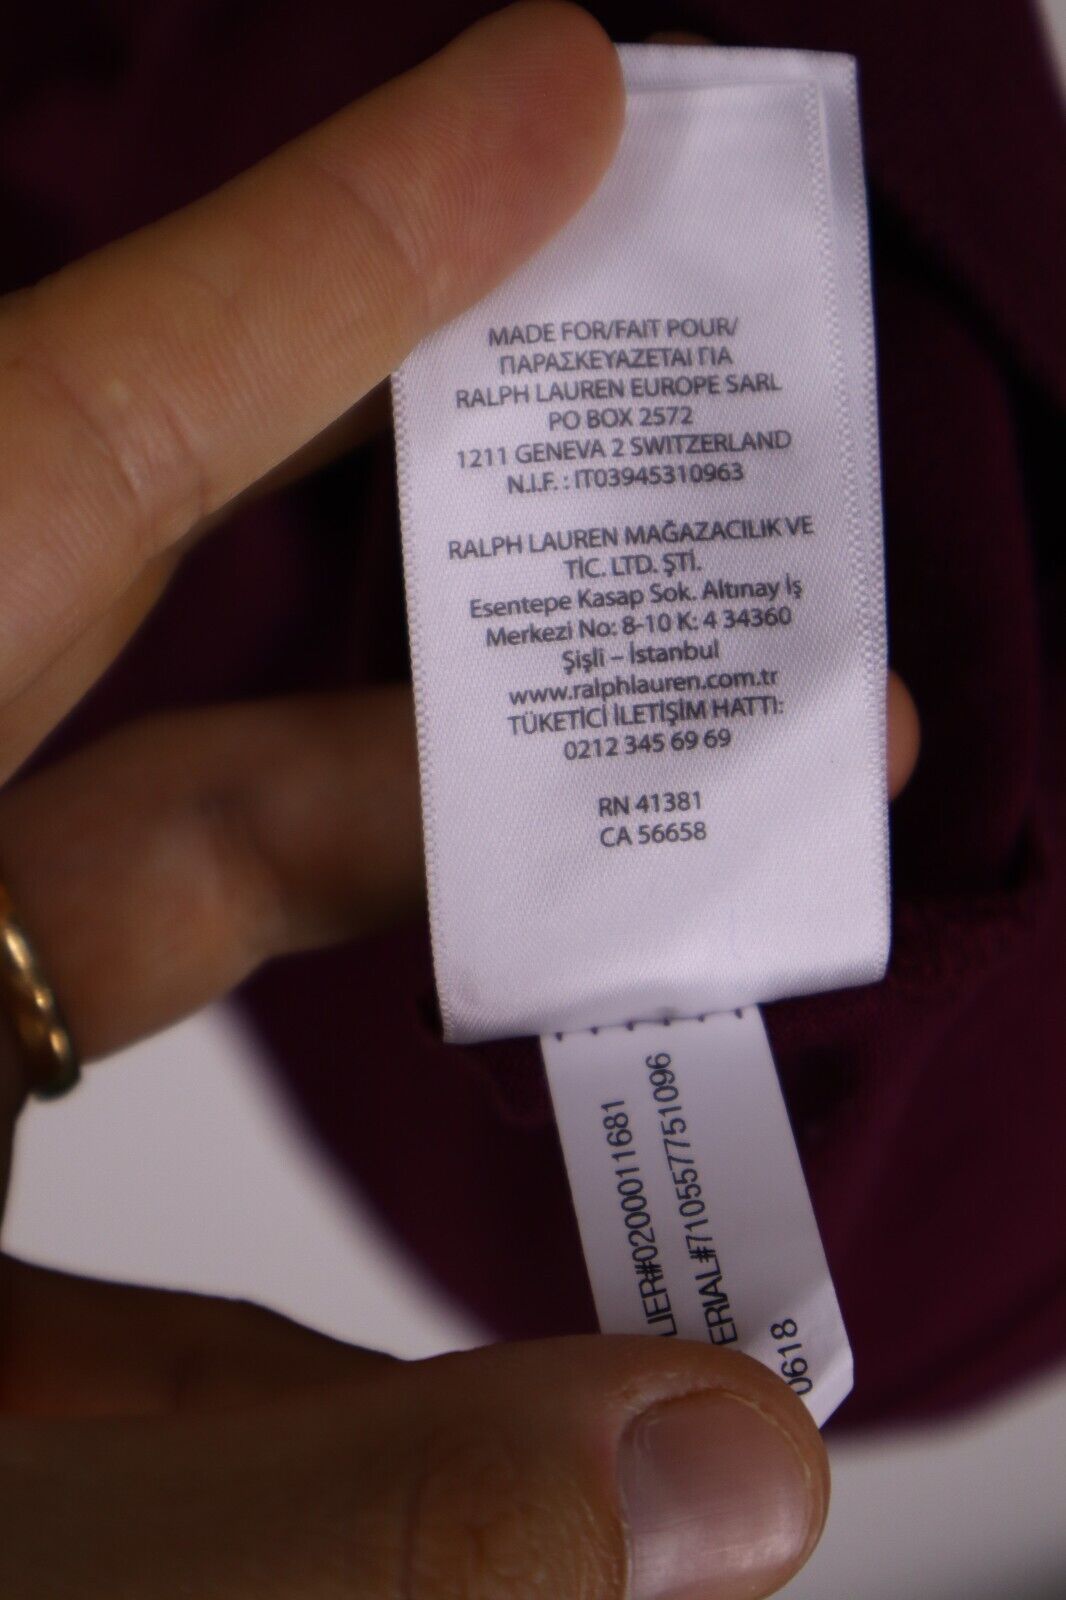 MADE FOR/FAIT POUR/
ΠΑΡΑΣΚΕΥΑΖΕΤΑΙ ΓΙΑ
RALPH LAUREN EUROPE SARL
PO BOX 2572
1211 GENEVA 2 SWITZERLAND
N.I.F. : IT03945310963
RALPH LAUREN MAĞAZACILIK VE
TİC. LTD. ŞTİ.
Esentepe Kasap Sok. Altınay İş
Merkezi No: 8-10 K: 4 34360
Şişli – İstanbul
www.ralphlauren.com.tr
TÜKETİCİ İLETİŞİM HATTI:
0212 345 69 69
RN 41381
CA 56658
LIER#0200011681
ERIAL#710557751096
0618